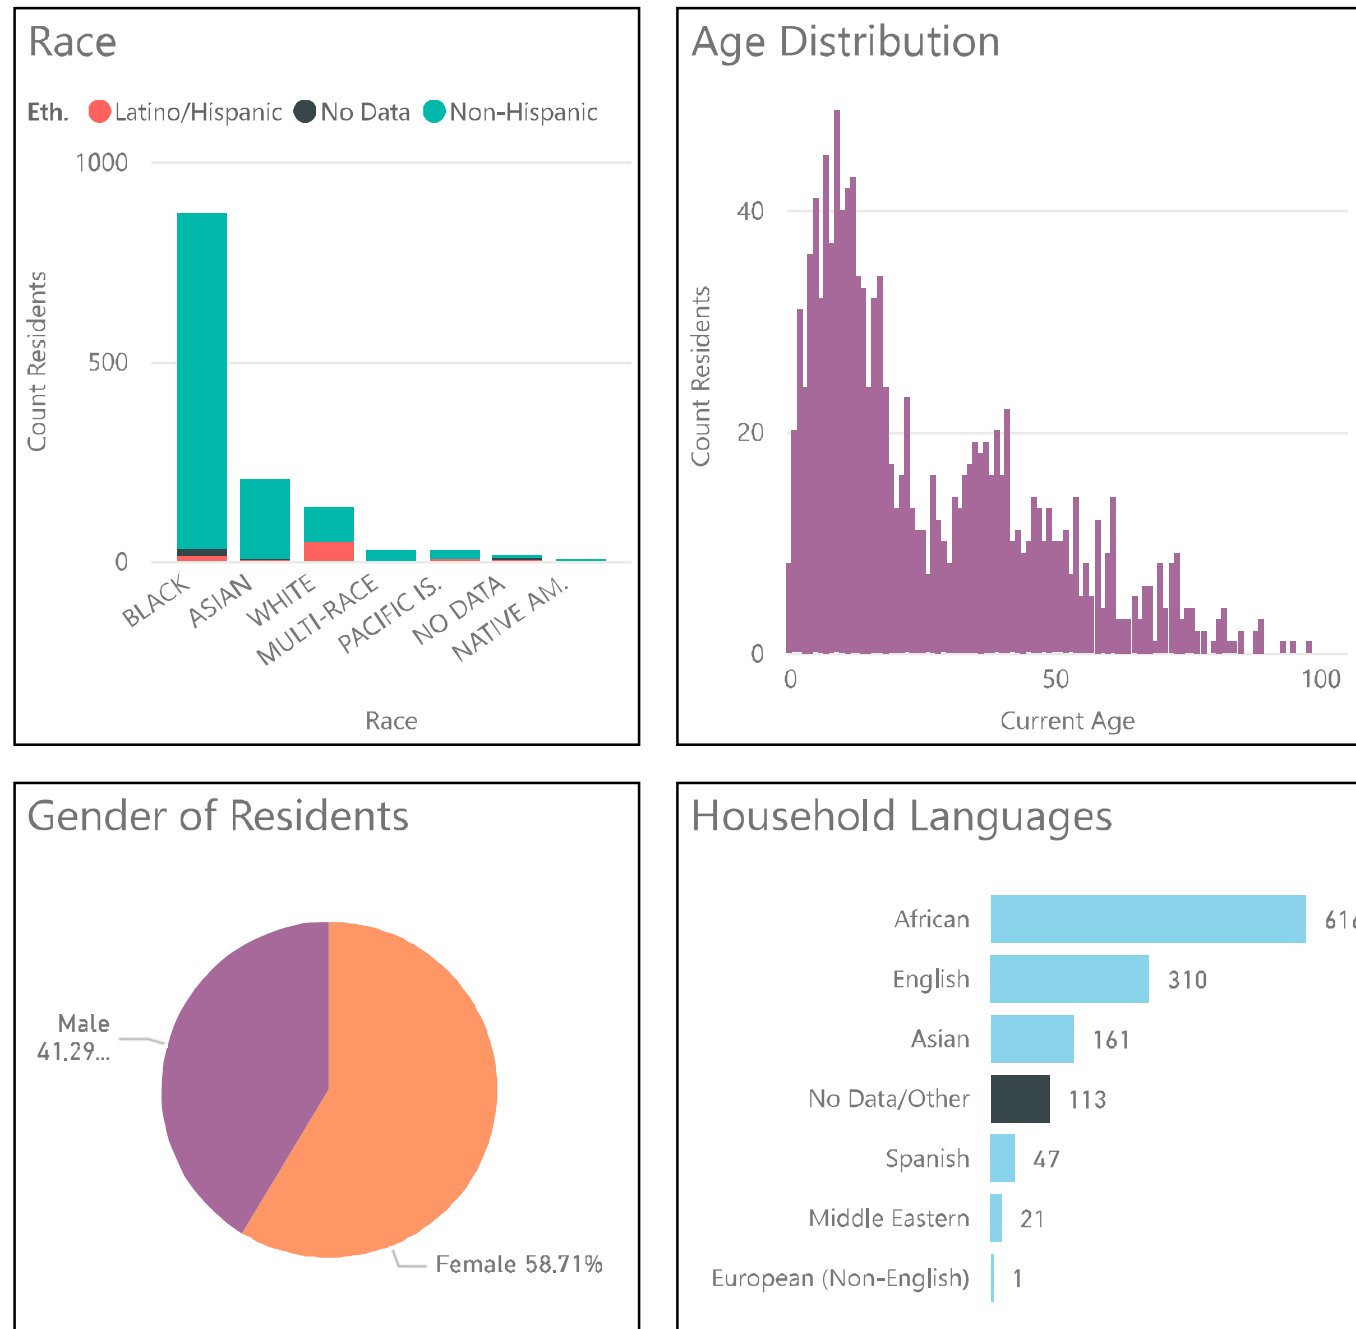 Race
Eth. Latino/Hispanic No Data Non-Hispanic
1000
500
0
Count Residents
BLACK
ASIAN
WHITE
MULTI-RACE
PACIFIC IS.
NO DATA
NATIVE AM.
Race
Age Distribution
40
20
0
Count Residents
0 50 100
Current Age
Gender of Residents
Male
41.29...
Female 58.71%
Household Languages
African 616
English 310
Asian 161
No Data/Other 113
Spanish 47
Middle Eastern 21
European (Non-English) 1